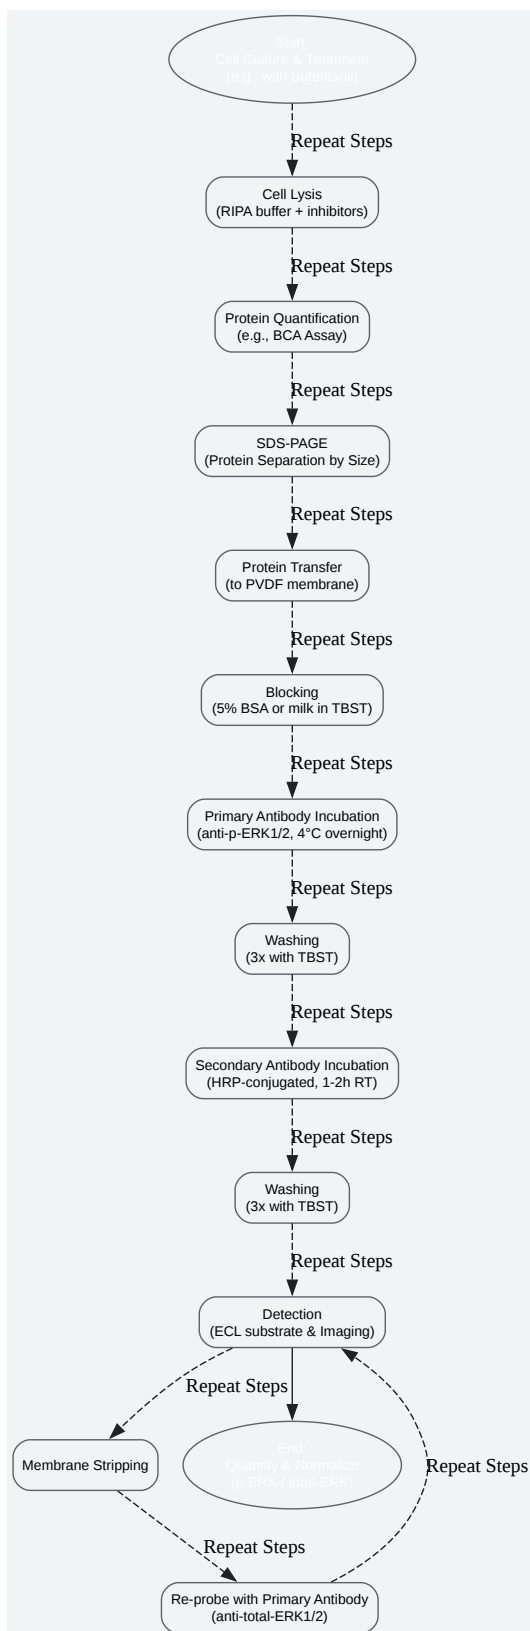 Start:
Cell Culture & Treatment
(e.g., with Sufentanil)
Repeat Steps
Cell Lysis
(RIPA buffer + inhibitors)
Repeat Steps
Protein Quantification
(e.g., BCA Assay)
Repeat Steps
SDS-PAGE
(Protein Separation by Size)
Repeat Steps
Protein Transfer
(to PVDF membrane)
Repeat Steps
Blocking
(5% BSA or milk in TBST)
Repeat Steps
Primary Antibody Incubation
(anti-p-ERK1/2, 4°C overnight)
Repeat Steps
Washing
(3x with TBST)
Repeat Steps
Secondary Antibody Incubation
(HRP-conjugated, 1-2h RT)
Repeat Steps
Washing
(3x with TBST)
Repeat Steps
Detection
(ECL substrate & Imaging)
Repeat Steps
End:
Quantify & Normalize
(p-ERK / total-ERK)
Membrane Stripping
Repeat Steps
Repeat Steps
Re-probe with Primary Antibody
(anti-total-ERK1/2)